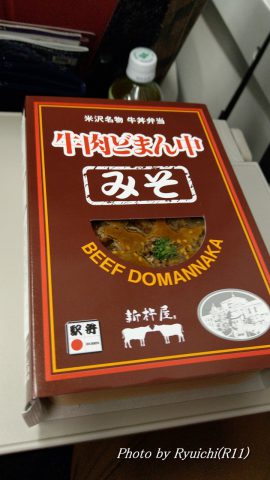 米沢名物 牛丼弁当
牛肉どまん中
みそ
BEEF DOMANNAKA
新杵屋
駅弁
Photo by Ryuichi(R11)